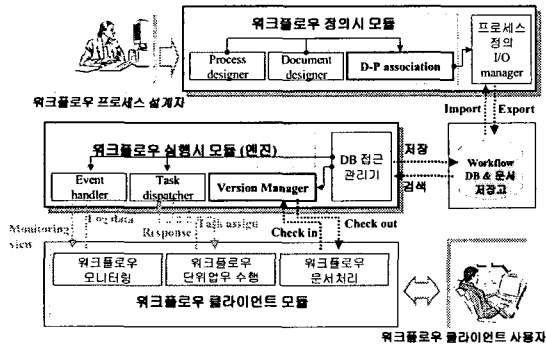 워크플로우 정의시 모듈
Process
designer
Document
designer
D-P association
프로세스
정의
I/O
manager
워크플로우 프로세스 설계자
Import
Export
워크플로우 실행시 모듈 (엔진)
Event
handler
Task
dispatcher
Version Manager
DB 접근
관리기
저장
검색
Workflow
DB & 문서
저장고
Monitoring
view
Log data
Response
Task assign
Check in
Check out
워크플로우
모니터링
워크플로우
단위업무 수행
워크플로우
문서처리
워크플로우 클라이언트 모듈
워크플로우 클라이언트 사용자